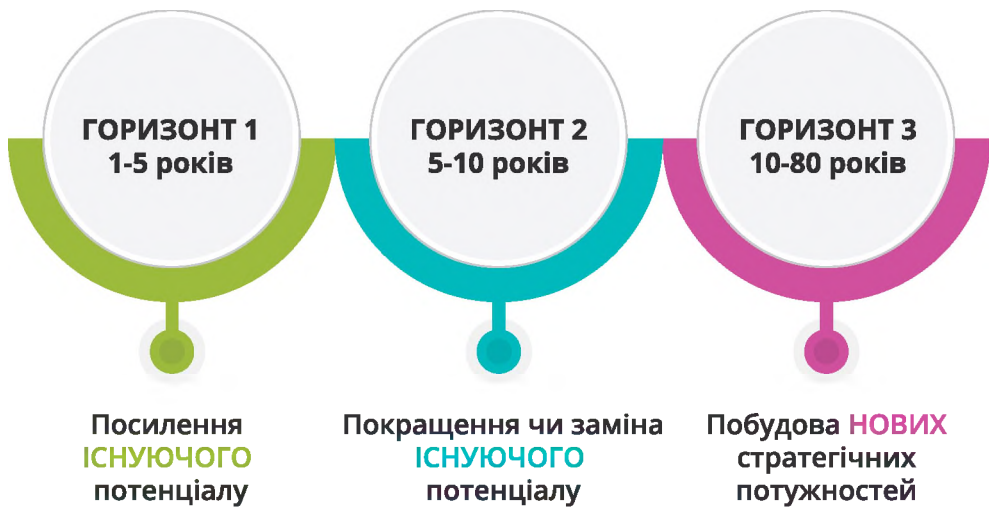 ГОРИЗОНТ 1
1-5 років
ГОРИЗОНТ 2
5-10 років
ГОРИЗОНТ 3
10-80 років
Посилення
ІСНУЮЧОГО
потенціалу
Покращення чи заміна
ІСНУЮЧОГО
потенціалу
Побудова НОВИХ
стратегічних
потужностей